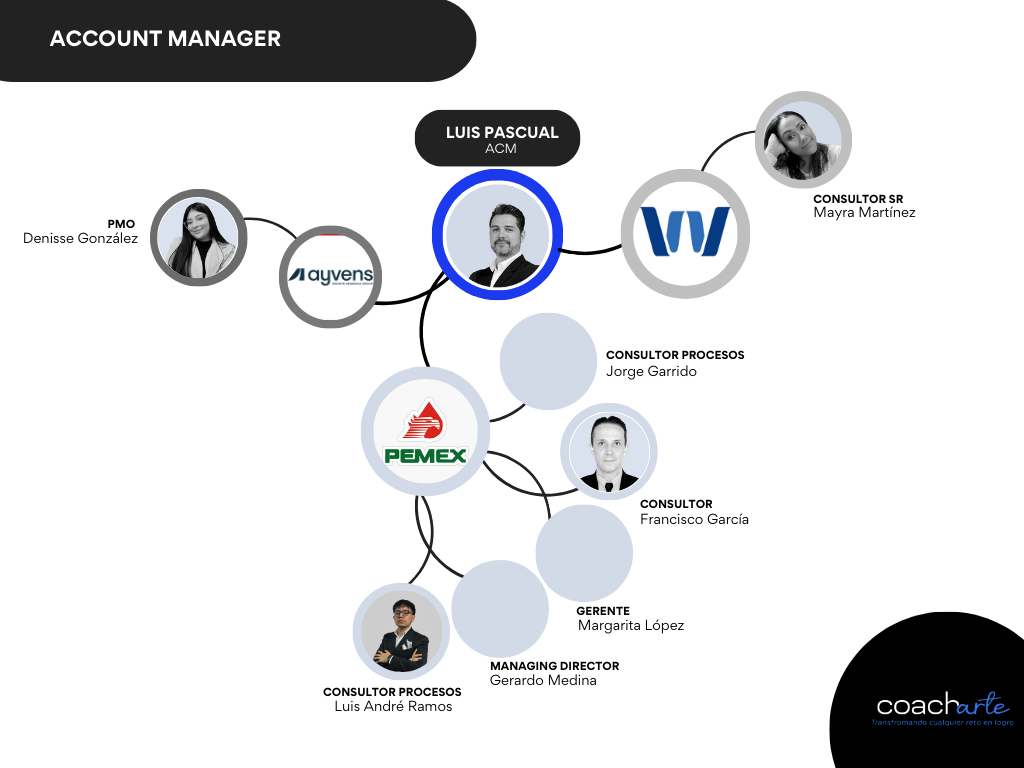 ACCOUNT MANAGER
LUIS PASCUAL
ACM
CONSULTOR SR
Mayra Martínez
PMO
Denisse González
ayvens
CONSULTOR PROCESOS
Jorge Garrido
PEMEX
CONSULTOR
Francisco García
GERENTE
Margarita López
MANAGING DIRECTOR
Gerardo Medina
CONSULTOR PROCESOS
Luis André Ramos
coacharte
Transfromando cualquier reto en logro